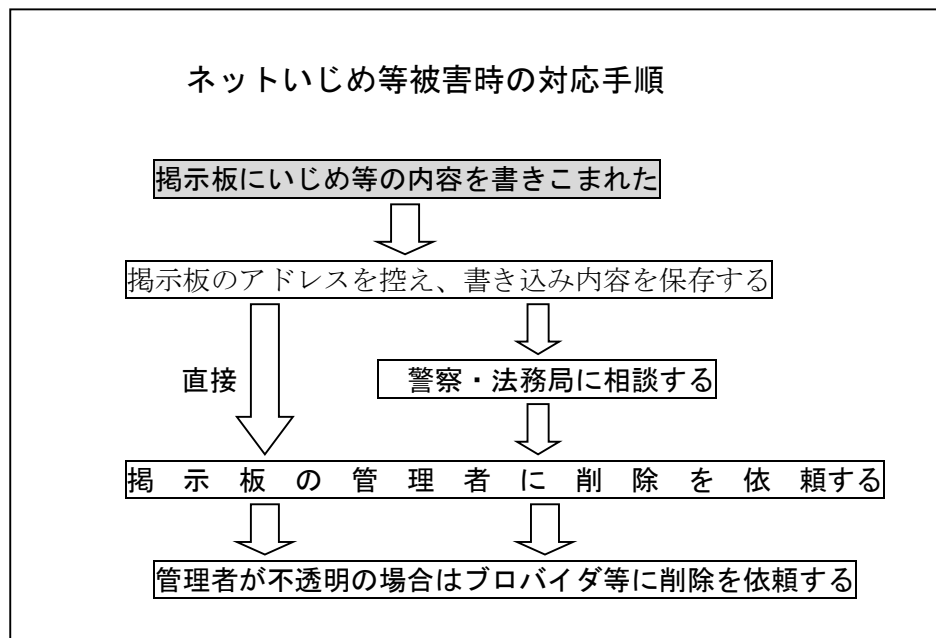 ネットいじめ等被害時の対応手順
掲示板にいじめ等の内容を書きこまれた
掲示板のアドレスを控え、書き込み内容を保存する
直接
警察・法務局に相談する
掲示板の管理者に削除を依頼する
管理者が不透明の場合はブロバイダ等に削除を依頼する